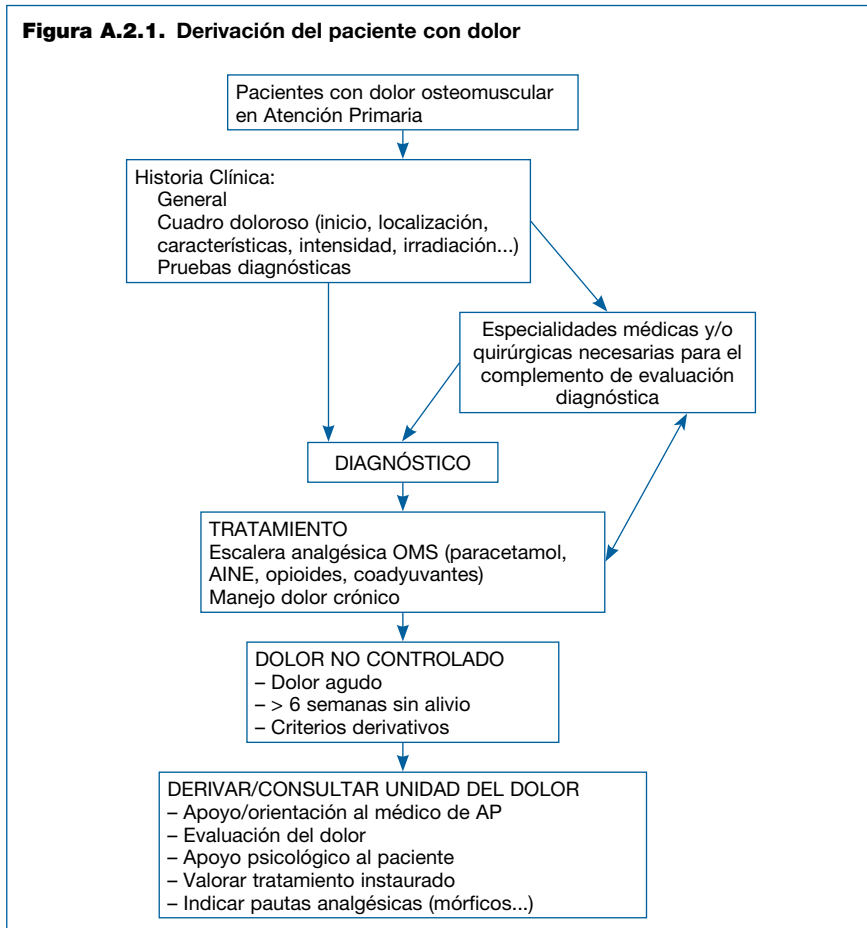 Figura A.2.1. Derivación del paciente con dolor
Pacientes con dolor osteomuscular
en Atención Primaria
Historia Clínica:
General
Cuadro doloroso (inicio, localización,
características, intensidad, irradiación...)
Pruebas diagnósticas
Especialidades médicas y/o
quirúrgicas necesarias para el
complemento de evaluación
diagnóstica
DIAGNÓSTICO
TRATAMIENTO
Escalera analgésica OMS (paracetamol,
AINE, opioides, coadyuvantes)
Manejo dolor crónico
DOLOR NO CONTROLADO
– Dolor agudo
– > 6 semanas sin alivio
– Criterios derivativos
DERIVAR/CONSULTAR UNIDAD DEL DOLOR
– Apoyo/orientación al médico de AP
– Evaluación del dolor
– Apoyo psicológico al paciente
– Valorar tratamiento instaurado
– Indicar pautas analgésicas (mórficos...)